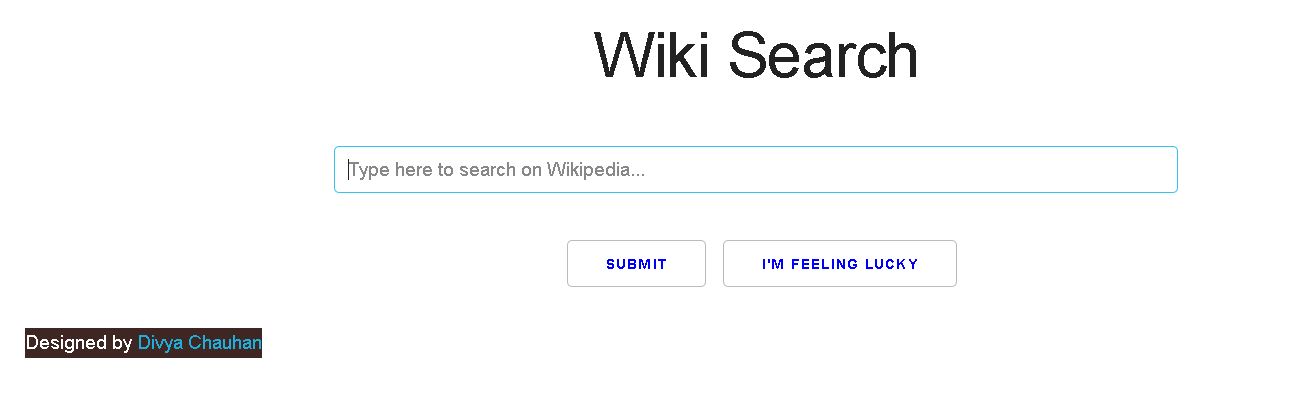 Wiki Search
Type here to search on Wikipedia...
SUBMIT I'M FEELING LUCKY
Designed by Divya Chauhan